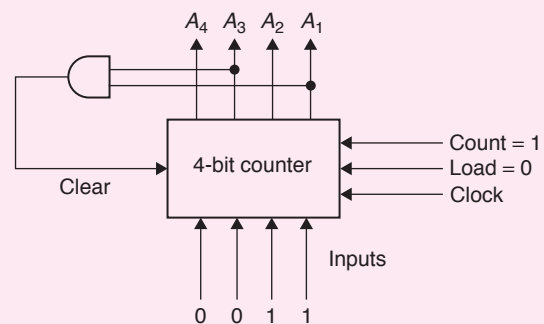 A4 A3 A2 A1
Count = 1
4-bit counter
Load = 0
Clear
Clock
Inputs
0 0 1 1